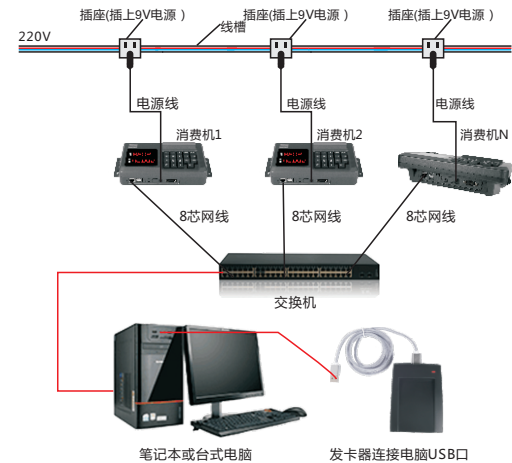 插座(插上9V电源）
插座(插上9V电源）
插座(插上9V电源）
线槽
220V
电源线
电源线
电源线
消费机1
消费机2
消费机N
8芯网线
8芯网线
8芯网线
交换机
笔记本或台式电脑
发卡器连接电脑USB口